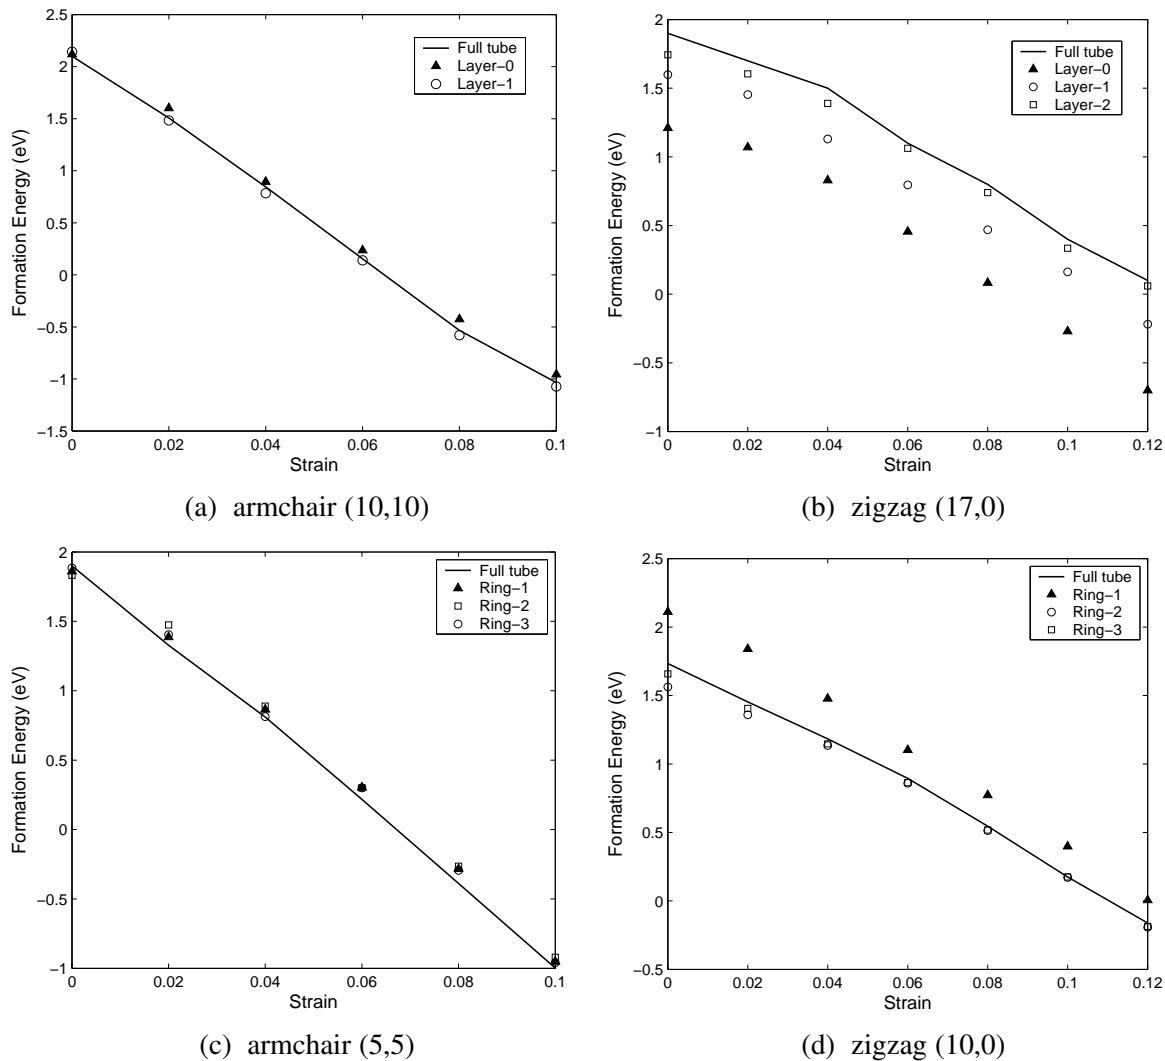 2.5
2
1.5
1
0.5
0
−0.5
−1
−1.5
0 0.02 0.04 0.06 0.08 0.1
Strain
Formation Energy (eV)
Full tube
Layer−0
Layer−1
(a) armchair (10,10)
2
1.5
1
0.5
0
−0.5
−1
0 0.02 0.04 0.06 0.08 0.1 0.12
Strain
Formation Energy (eV)
Full tube
Layer−0
Layer−1
Layer−2
(b) zigzag (17,0)
2
1.5
1
0.5
0
−0.5
−1
0 0.02 0.04 0.06 0.08 0.1
Strain
Formation Energy (eV)
Full tube
Ring−1
Ring−2
Ring−3
(c) armchair (5,5)
2.5
2
1.5
1
0.5
0
−0.5
0 0.02 0.04 0.06 0.08 0.1 0.12
Strain
Formation Energy (eV)
Full tube
Ring−1
Ring−2
Ring−3
(d) zigzag (10,0)